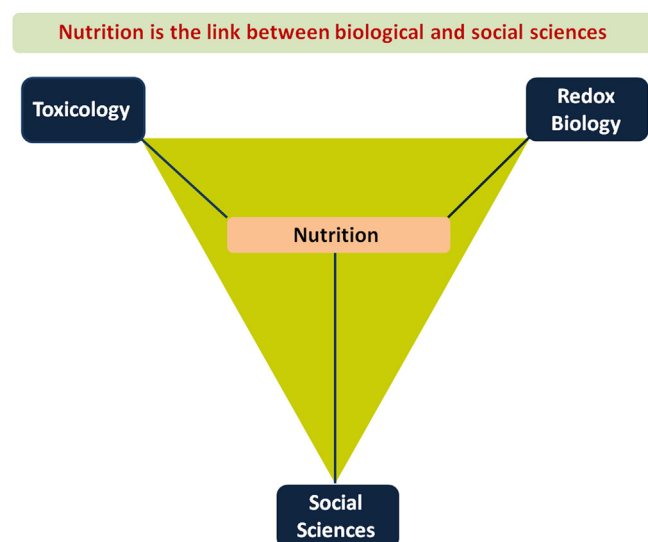 Nutrition is the link between biological and social sciences
Toxicology
Redox
Biology
Nutrition
Social
Sciences